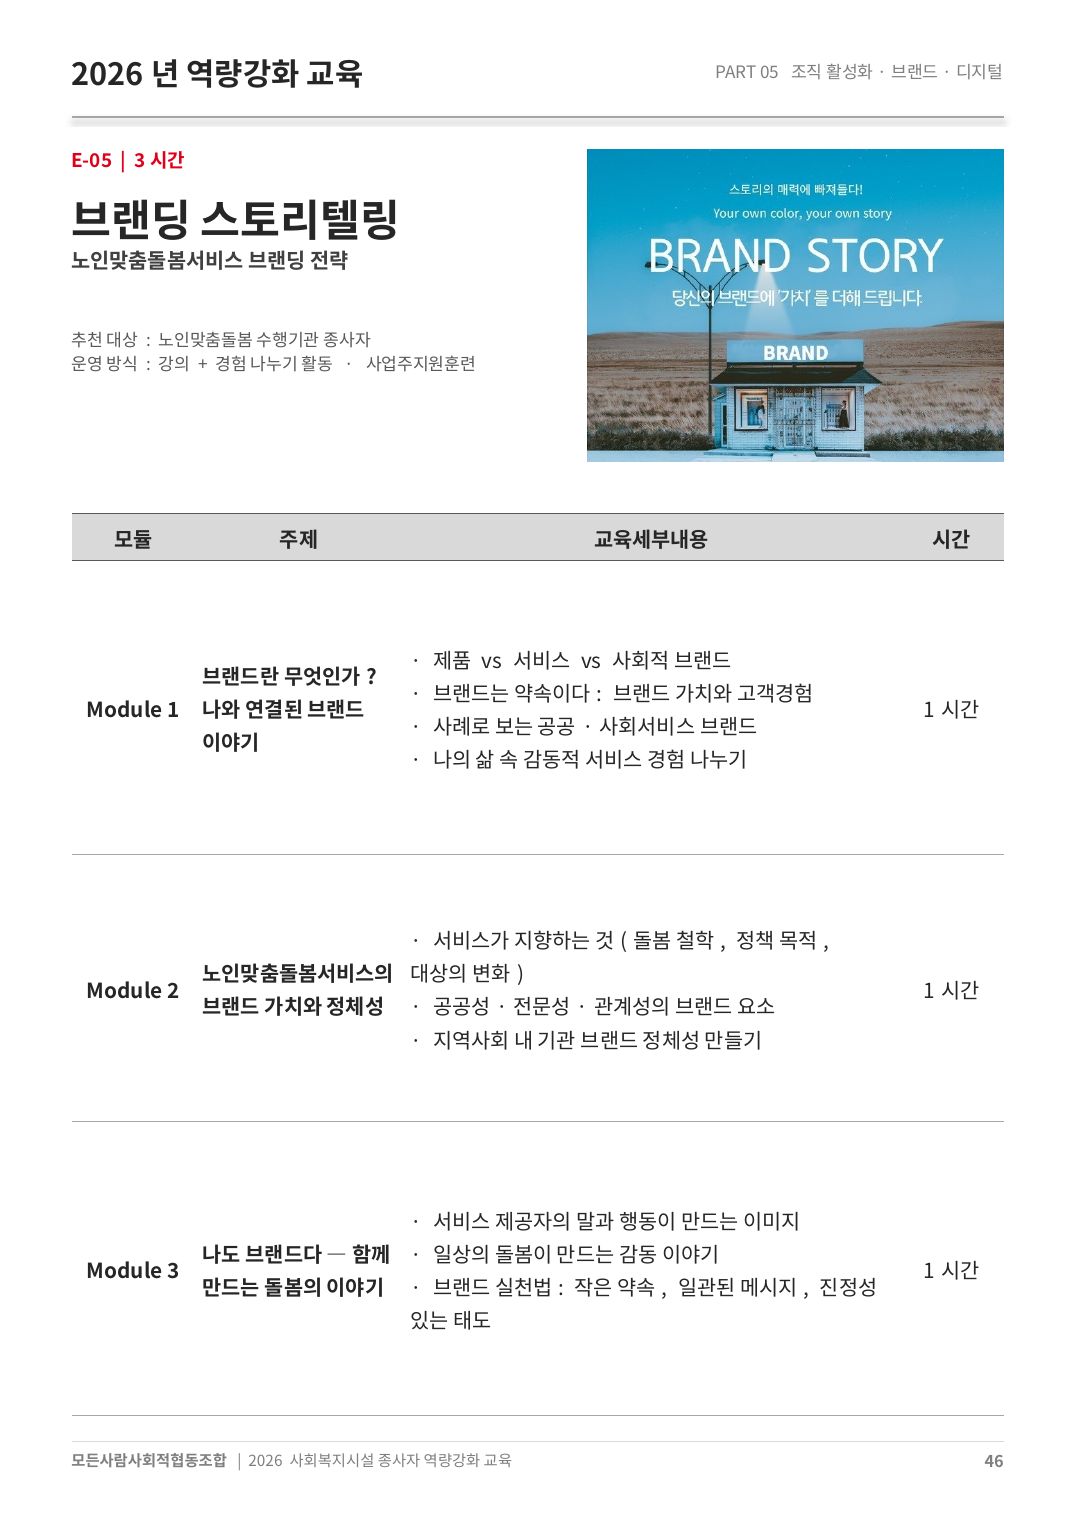 2026 년 역량강화 교육
PART 05 조직 활성화 · 브랜드 · 디지털
E-05 | 3 시간
브랜딩 스토리텔링
노인맞춤돌봄서비스 브랜딩 전략
추천 대상 : 노인맞춤돌봄 수행기관 종사자
운영 방식 : 강의 + 경험 나누기 활동 · 사업주지원훈련
스토리의 매력에 빠져들다!
Your own color, your own story
BRAND STORY
당신의 브랜드에 '가치' 를 더해 드립니다.
BRAND
모듈 주제 교육세부내용 시간
Module 1
브랜드란 무엇인가 ?
나와 연결된 브랜드
이야기
· 제품 vs 서비스 vs 사회적 브랜드
· 브랜드는 약속이다 : 브랜드 가치와 고객경험
· 사례로 보는 공공 · 사회서비스 브랜드
· 나의 삶 속 감동적 서비스 경험 나누기
1 시간
Module 2
노인맞춤돌봄서비스의
브랜드 가치와 정체성
· 서비스가 지향하는 것 ( 돌봄 철학 , 정책 목적 ,
대상의 변화 )
· 공공성 · 전문성 · 관계성의 브랜드 요소
· 지역사회 내 기관 브랜드 정체성 만들기
1 시간
Module 3
나도 브랜드다 — 함께
만드는 돌봄의 이야기
· 서비스 제공자의 말과 행동이 만드는 이미지
· 일상의 돌봄이 만드는 감동 이야기
· 브랜드 실천법 : 작은 약속 , 일관된 메시지 , 진정성
있는 태도
1 시간
모든사람사회적협동조합 | 2026 사회복지시설 종사자 역량강화 교육
46